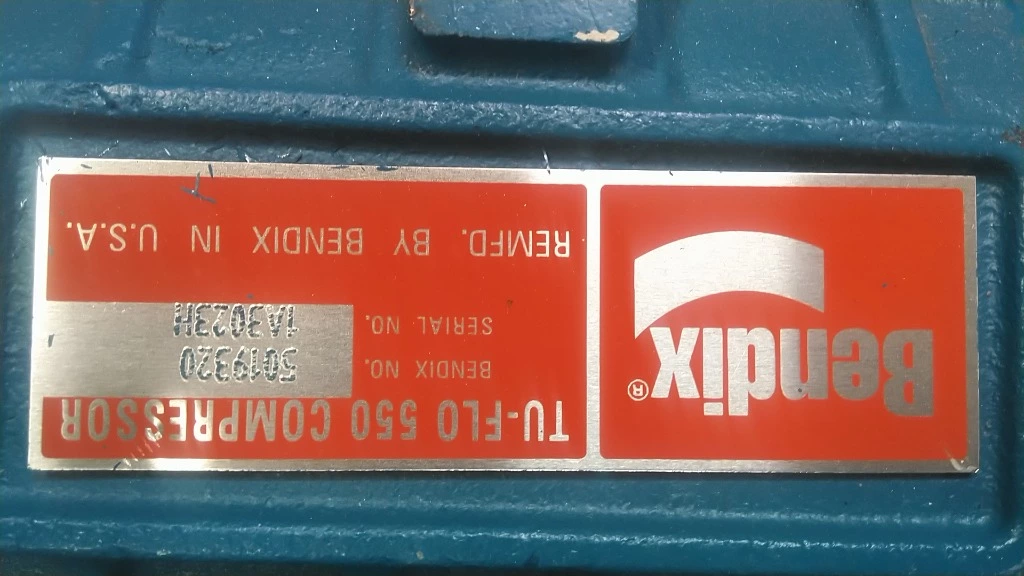 Bendix®
TU-FLO 550 COMPRESSOR
BENDIX NO. 5019320
SERIAL NO. 1A3023H
REMFD. BY BENDIX IN U.S.A.